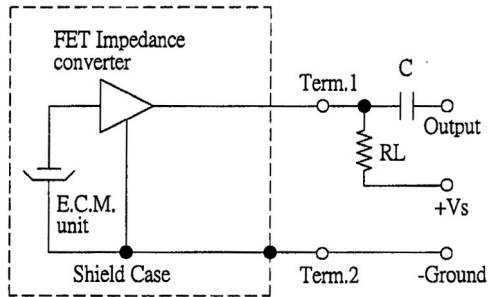 FET Impedance
converter
Term.1
C
Output
RL
+Vs
E.C.M.
unit
Shield Case
Term.2
-Ground